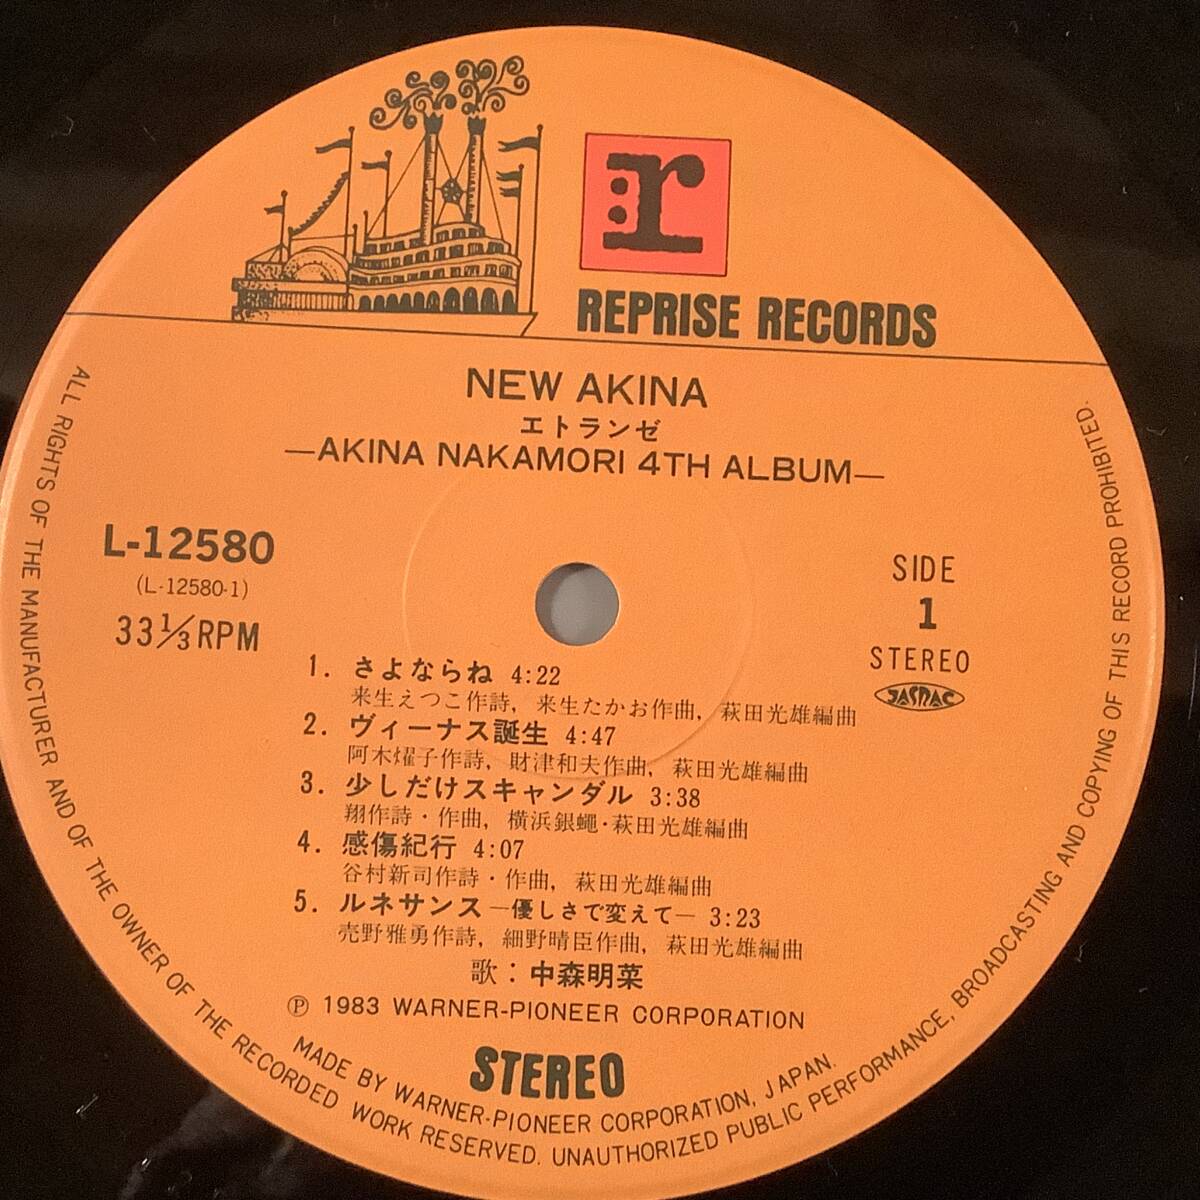 r
REPRISE RECORDS
NEW AKINA
エトランゼ
—AKINA NAKAMORI 4TH ALBUM—
L-12580
(L-12580-1)
33⅓RPM
SIDE
1
STEREO
JASRAC
1. さよならね 4:22
来生えつこ作詩, 来生たかお作曲, 萩田光雄編曲
2. ヴィーナス誕生 4:47
阿木燿子作詩, 財津和夫作曲, 萩田光雄編曲
3. 少しだけスキャンダル 3:38
翔作詩・作曲, 横浜銀蠅・萩田光雄編曲
4. 感傷紀行 4:07
谷村新司作詩・作曲, 萩田光雄編曲
5. ルネサンス—優しさで変えて— 3:23
売野雅勇作詩, 細野晴臣作曲, 萩田光雄編曲
歌：中森明菜
℗ 1983 WARNER-PIONEER CORPORATION
STEREO
MADE BY WARNER-PIONEER CORPORATION, JAPAN.
ALL RIGHTS OF THE MANUFACTURER AND OF THE OWNER OF THE RECORDED WORK RESERVED. UNAUTHORIZED PUBLIC PERFORMANCE, BROADCASTING AND COPYING OF THIS RECORD PROHIBITED.